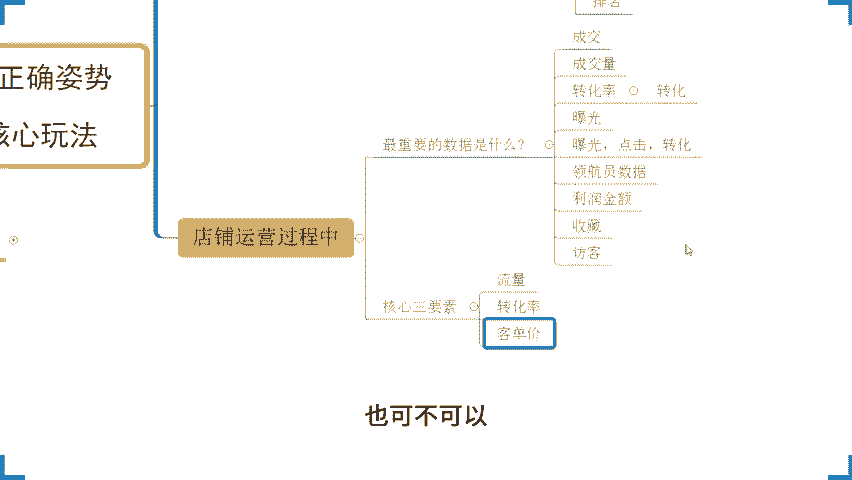 排名
正确姿势
核心玩法
店铺运营过程中
最重要的数据是什么?
成交
成交量
转化率 转化
曝光
曝光，点击，转化
领航员数据
利润金额
收藏
访客
核心三要素
流量
转化率
客单价
也可不可以